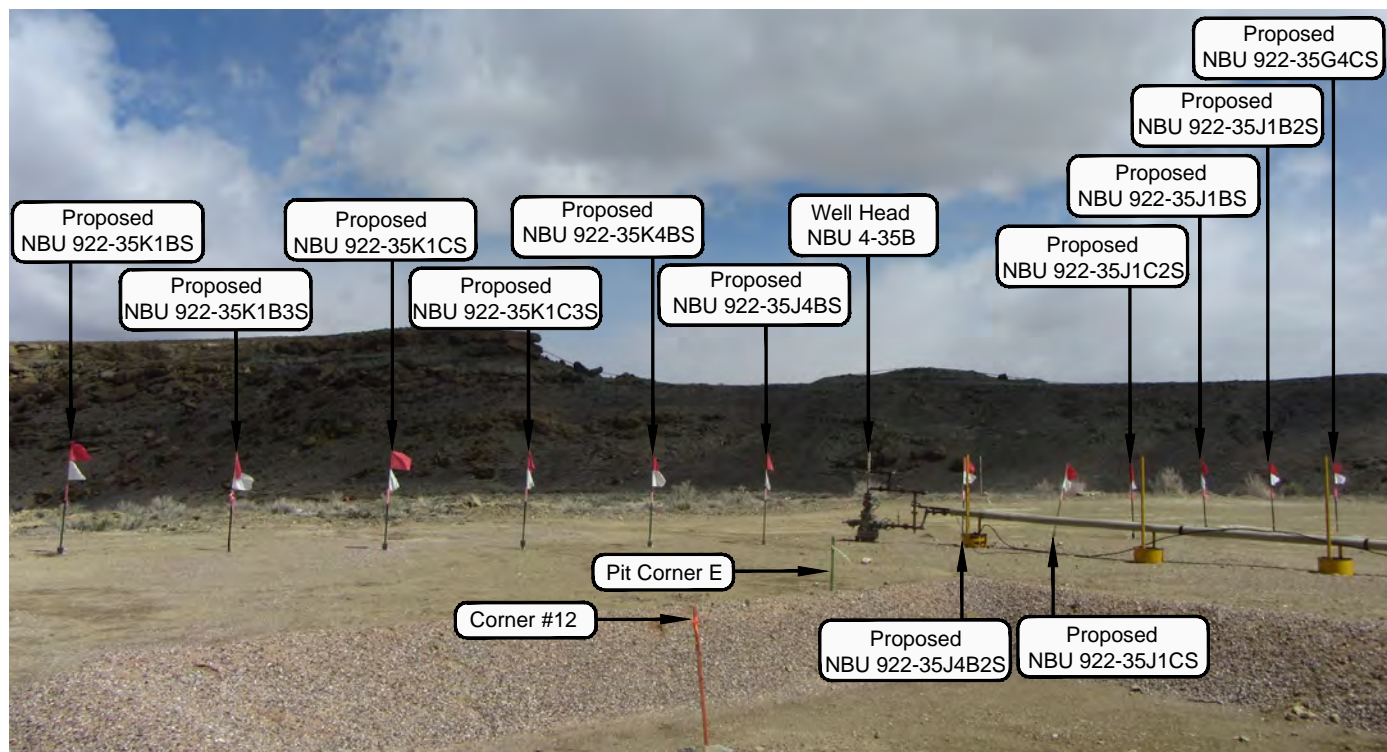 Proposed
NBU 922-35G4CS
Proposed
NBU 922-35J1B2S
Proposed
NBU 922-35J1BS
Proposed
NBU 922-35K1BS
Proposed
NBU 922-35K1CS
Proposed
NBU 922-35K4BS
Well Head
NBU 4-35B
Proposed
NBU 922-35J1C2S
Proposed
NBU 922-35K1B3S
Proposed
NBU 922-35K1C3S
Proposed
NBU 922-35J4BS
Pit Corner E
Corner #12
Proposed
NBU 922-35J4B2S
Proposed
NBU 922-35J1CS